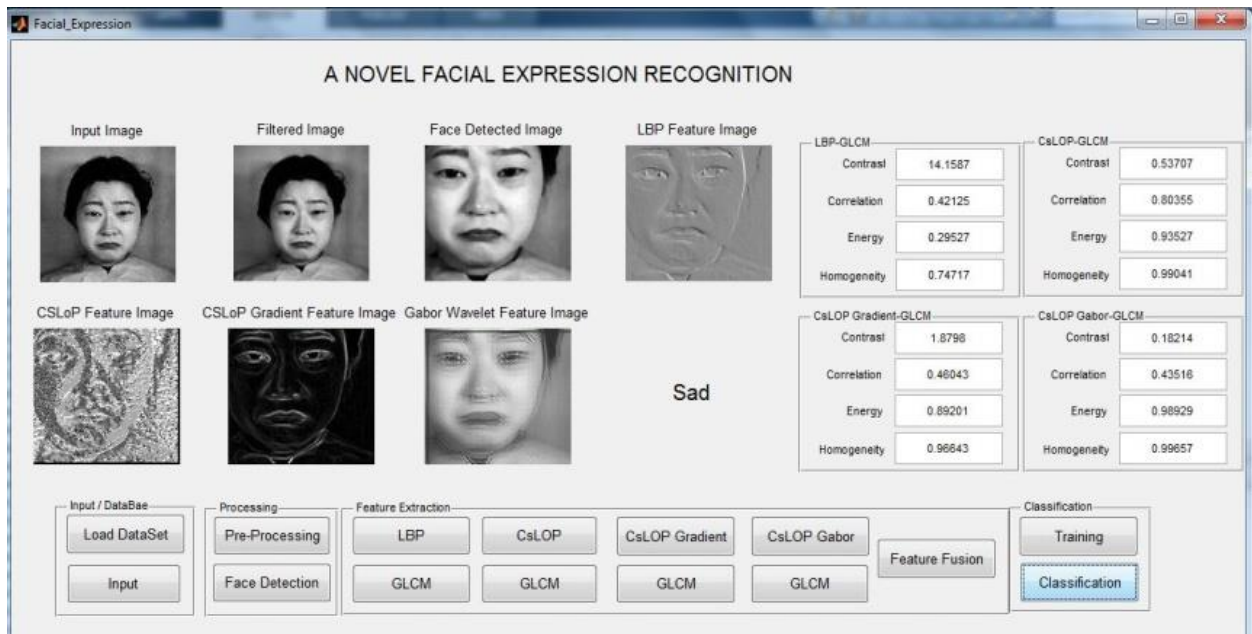 Facial_Expression
A NOVEL FACIAL EXPRESSION RECOGNITION
Input Image
Filtered Image
Face Detected Image
LBP Feature Image
CSLoP Feature Image
CSLoP Gradient Feature Image
Gabor Wavelet Feature Image
Sad
LBP-GLCM
Contrast 14.1587
Correlation 0.42125
Energy 0.29527
Homogeneity 0.74717
CsLOP-GLCM
Contrast 0.53707
Correlation 0.80355
Energy 0.93527
Homogeneity 0.99041
CsLOP Gradient-GLCM
Contrast 1.8798
Correlation 0.46043
Energy 0.89201
Homogeneity 0.96643
CsLOP Gabor-GLCM
Contrast 0.18214
Correlation 0.43516
Energy 0.98929
Homogeneity 0.99657
Input / DataBae
Load DataSet
Input
Processing
Pre-Processing
Face Detection
Feature Extraction
LBP
CsLOP
CsLOP Gradient
CsLOP Gabor
GLCM
GLCM
GLCM
GLCM
Feature Fusion
Classification
Training
Classification